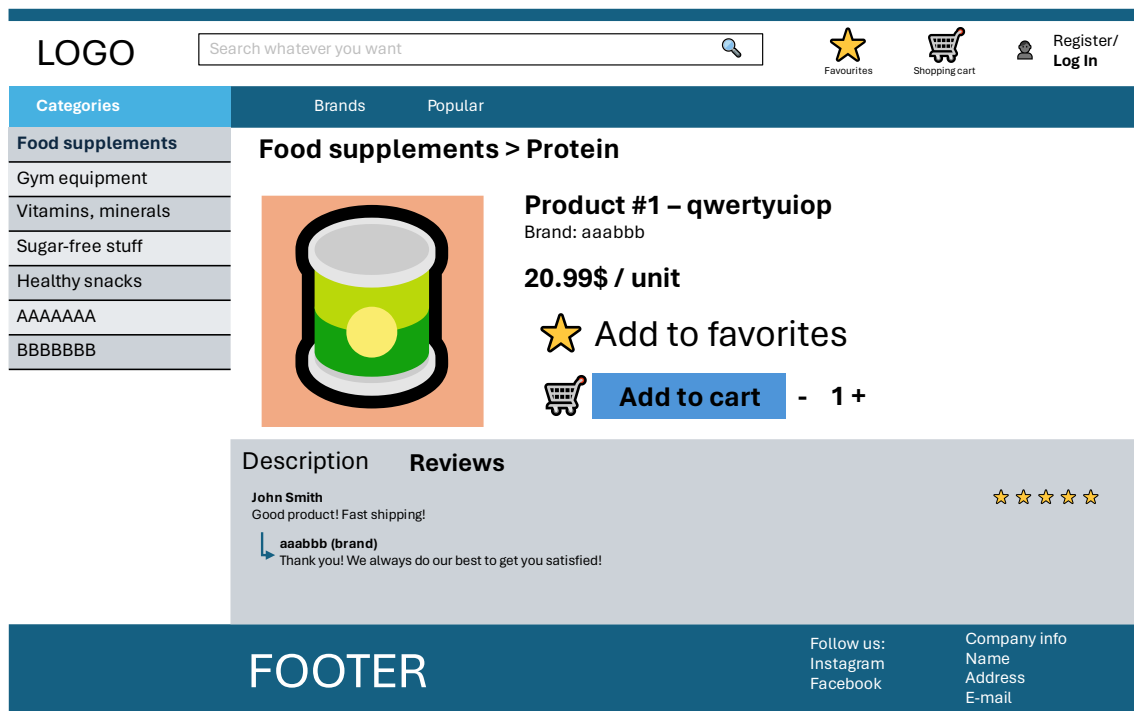 LOGO
Search whatever you want
Favourites
Shopping cart
Register/
Log In
Categories
Brands
Popular
Food supplements
Gym equipment
Vitamins, minerals
Sugar-free stuff
Healthy snacks
AAAAAAA
BBBBBBB
Food supplements > Protein
Product #1 – qwertyuiop
Brand: aaabbb
20.99$ / unit
Add to favorites
Add to cart - 1 +
Description Reviews
John Smith
Good product! Fast shipping!
aaabbb (brand)
Thank you! We always do our best to get you satisfied!
FOOTER
Follow us:
Instagram
Facebook
Company info
Name
Address
E-mail